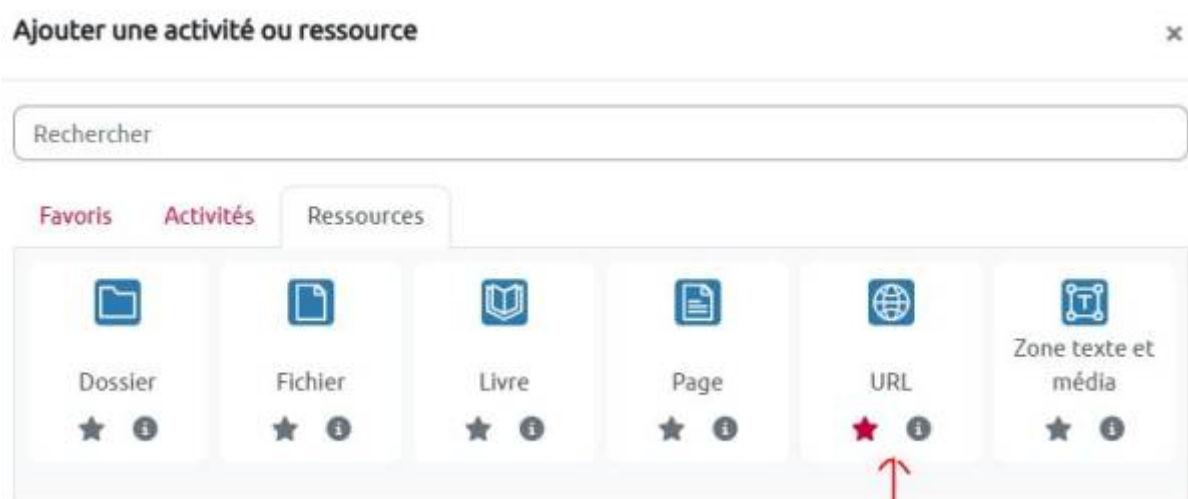 Ajouter une activité ou ressource
Rechercher
Favoris Activités Ressources
Dossier Fichier Livre Page URL Zone texte et
média